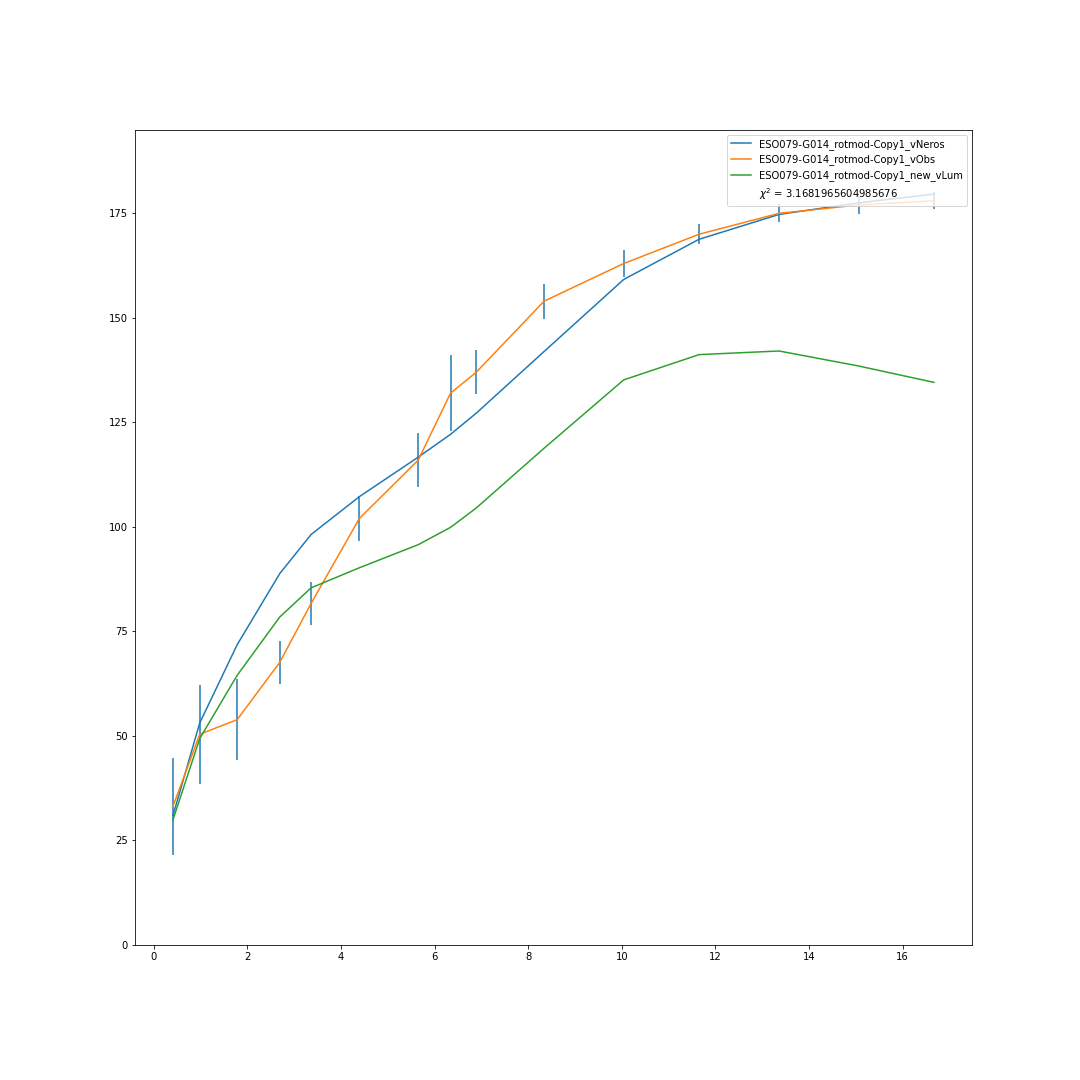 ESO079-G014_rotmod-Copy1_vNeros
ESO079-G014_rotmod-Copy1_vObs
ESO079-G014_rotmod-Copy1_new_vLum
χ² = 3.1681965604985676
175
150
125
100
75
50
25
0
0 2 4 6 8 10 12 14 16